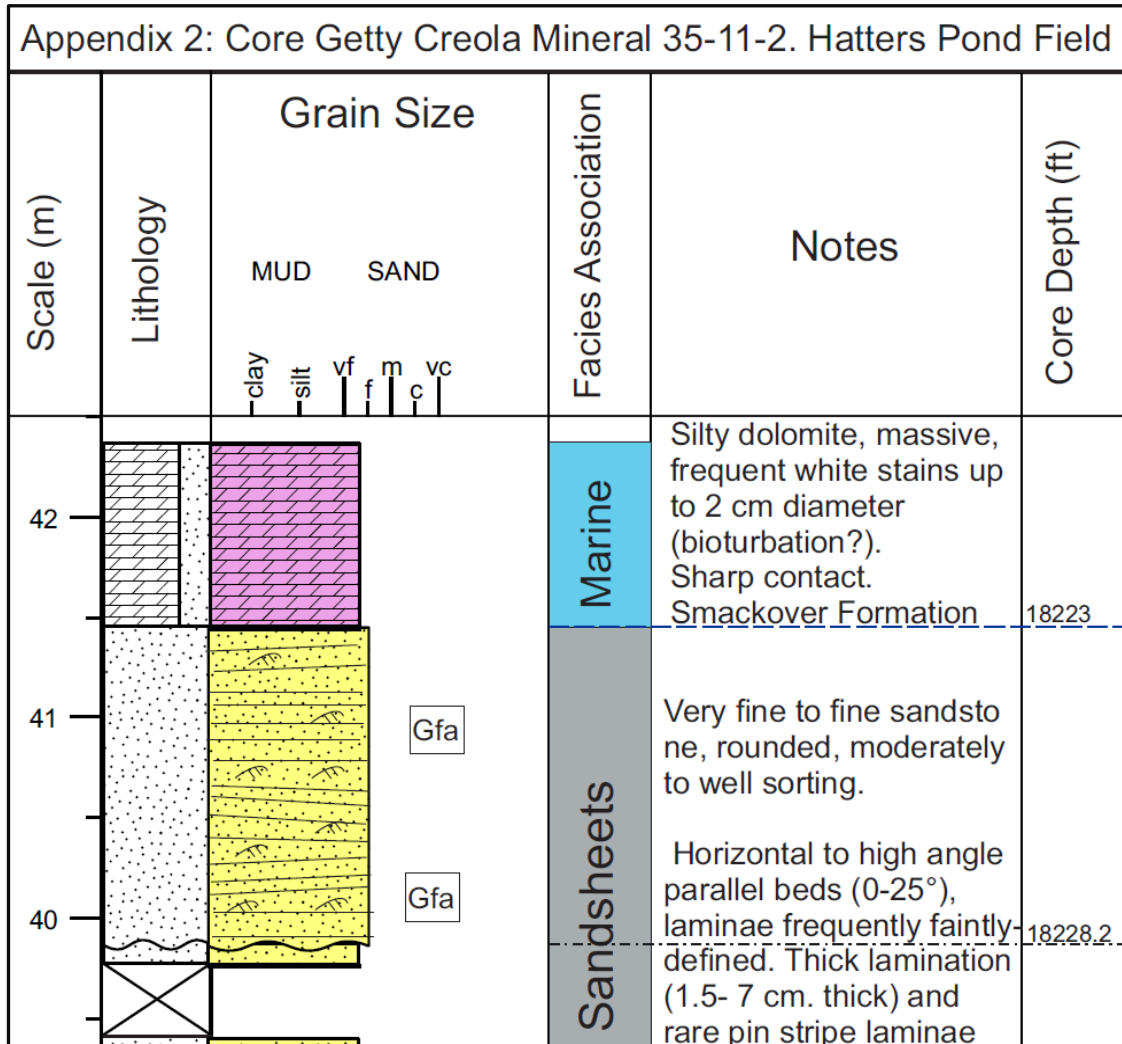 Appendix 2: Core Getty Creola Mineral 35-11-2. Hatters Pond Field
Scale (m)
Lithology
Grain Size
MUD
SAND
clay
silt
vf
f
m
c
vc
Facies Association
Notes
Core Depth (ft)
42
41
40
Gfa
Gfa
Marine
Sandsheets
Silty dolomite, massive,
frequent white stains up
to 2 cm diameter
(bioturbation?).
Sharp contact.
Smackover Formation
18223
Very fine to fine sandsto
ne, rounded, moderately
to well sorting.
Horizontal to high angle
parallel beds (0-25°),
laminae frequently faintly-
18228.2
defined. Thick lamination
(1.5- 7 cm. thick) and
rare pin stripe laminae